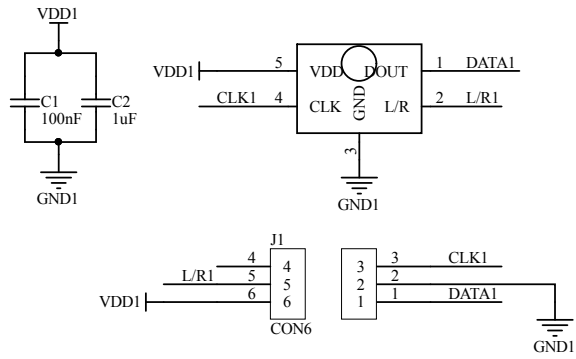 VDD1
C1
100nF
C2
1uF
GND1
VDD1
5
VDD
DOUT
1
DATA1
CLK1
4
CLK
GND
L/R
2
L/R1
3
GND1
J1
4
4
L/R1
5
5
VDD1
6
6
CON6
3
3
CLK1
2
2
1
1
DATA1
GND1